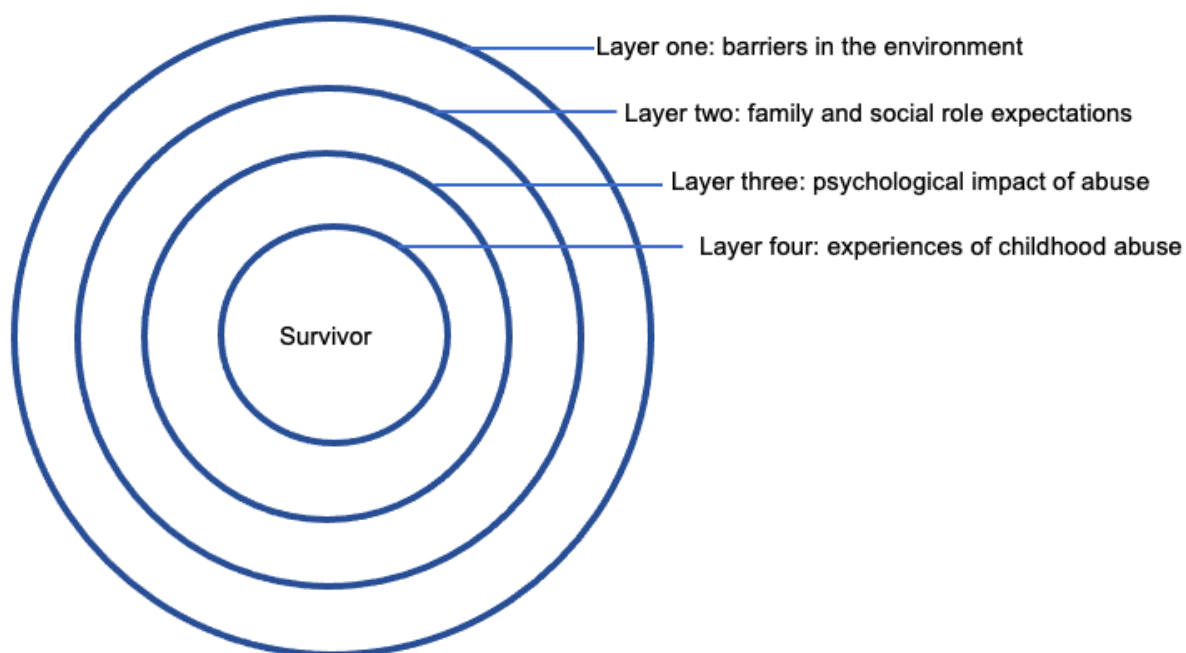 Layer one: barriers in the environment
Layer two: family and social role expectations
Layer three: psychological impact of abuse
Layer four: experiences of childhood abuse
Survivor